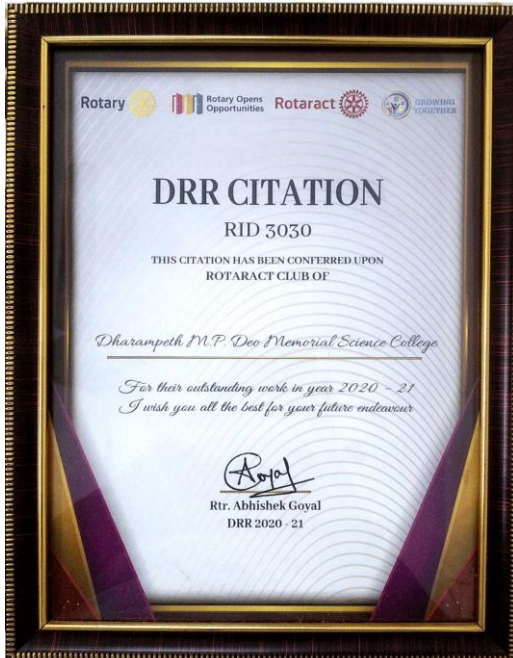 Rotary
Rotary Opens
Opportunities
Rotaract
GROWING
TOGETHER
DRR CITATION
RID 3030
THIS CITATION HAS BEEN CONFERRED UPON
ROTARACT CLUB OF
Dharampeth M.P. Deo Memorial Science College
For their outstanding work in year 2020 - 21
I wish you all the best for your future endeavour
Rtr. Abhishek Goyal
DRR 2020 - 21